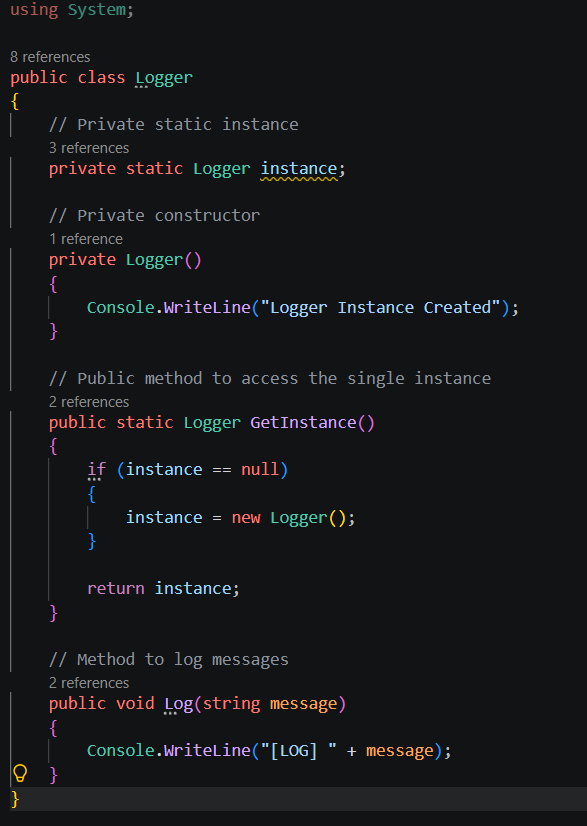 using System;
8 references
public class Logger
{
// Private static instance
3 references
private static Logger instance;
// Private constructor
1 reference
private Logger()
{
Console.WriteLine("Logger Instance Created");
}
// Public method to access the single instance
2 references
public static Logger GetInstance()
{
if (instance == null)
{
instance = new Logger();
}
return instance;
}
// Method to log messages
2 references
public void Log(string message)
{
Console.WriteLine("[LOG] " + message);
}
}